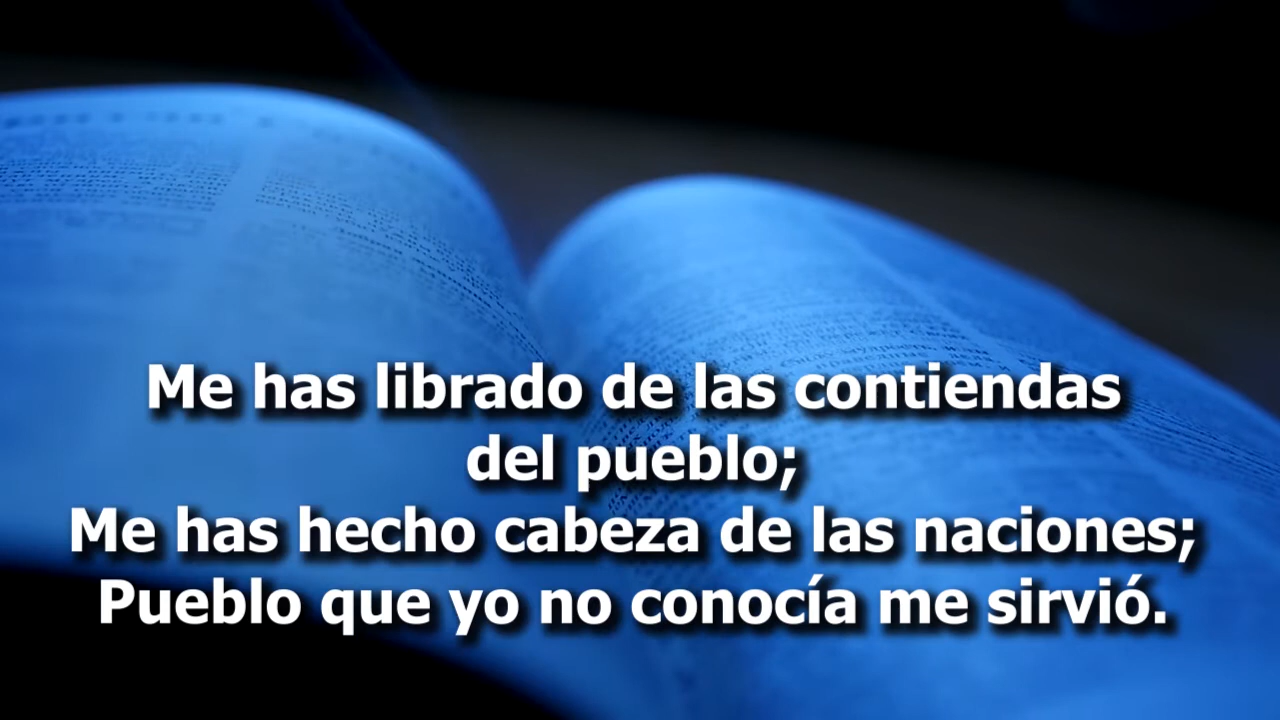 Me has librado de las contiendas
del pueblo;
Me has hecho cabeza de las naciones;
Pueblo que yo no conocía me sirvió.